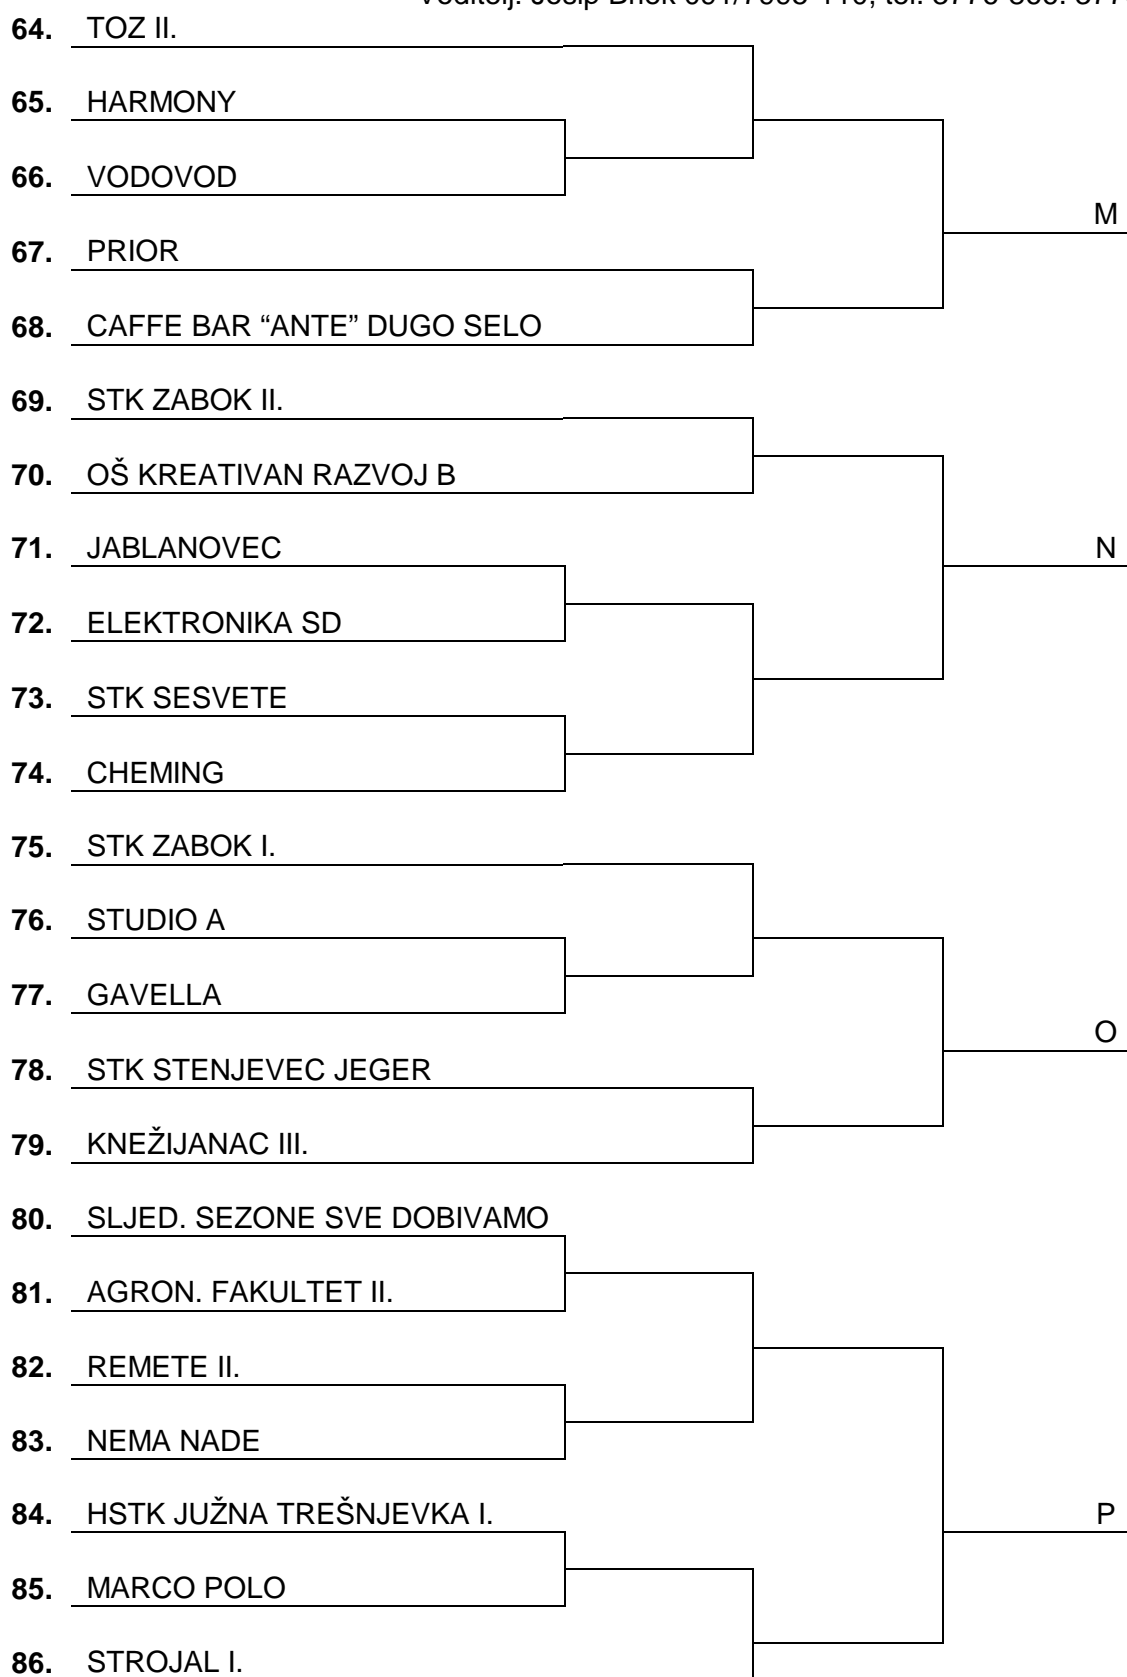 64. TOZ II.
65. HARMONY
66. VODOVOD
M
67. PRIOR
68. CAFFE BAR “ANTE” DUGO SELO
69. STK ZABOK II.
70. OŠ KREATIVAN RAZVOJ B
71. JABLANOVEC
N
72. ELEKTRONIKA SD
73. STK SESVETE
74. CHEMING
75. STK ZABOK I.
76. STUDIO A
77. GAVELLA
O
78. STK STENJEVEC JEGER
79. KNEŽIJANAC III.
80. SLJED. SEZONE SVE DOBIVAMO
81. AGRON. FAKULTET II.
82. REMETE II.
83. NEMA NADE
84. HSTK JUŽNA TREŠNJEVKA I.
P
85. MARCO POLO
86. STROJAL I.